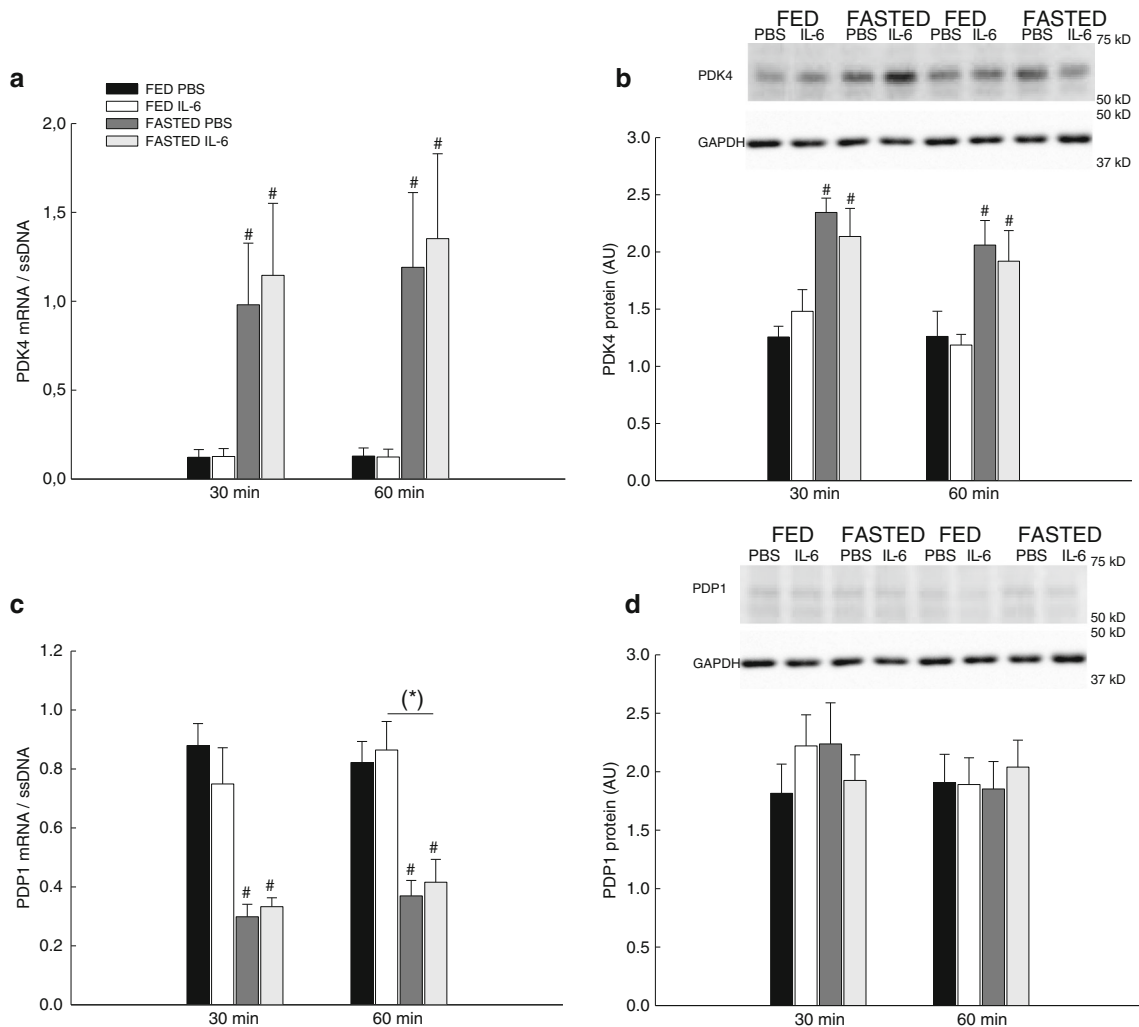 a
FED PBS
FED IL-6
FASTED PBS
FASTED IL-6
2,0
1,5
1,0
0,5
0,0
PDK4 mRNA / ssDNA
# # # #
30 min 60 min
b
FED FASTED FED FASTED
PBS IL-6 PBS IL-6 PBS IL-6 PBS IL-6
75 kD
PDK4
50 kD
50 kD
GAPDH
37 kD
3.0
2.5
2.0
1.5
1.0
0.5
0.0
PDK4 protein (AU)
# # # #
30 min 60 min
c
1.2
1.0
0.8
0.6
0.4
0.2
0.0
PDP1 mRNA / ssDNA
(*)
# # # #
30 min 60 min
d
FED FASTED FED FASTED
PBS IL-6 PBS IL-6 PBS IL-6 PBS IL-6
75 kD
PDP1
50 kD
50 kD
GAPDH
37 kD
3.0
2.5
2.0
1.5
1.0
0.5
0.0
PDP1 protein (AU)
30 min 60 min